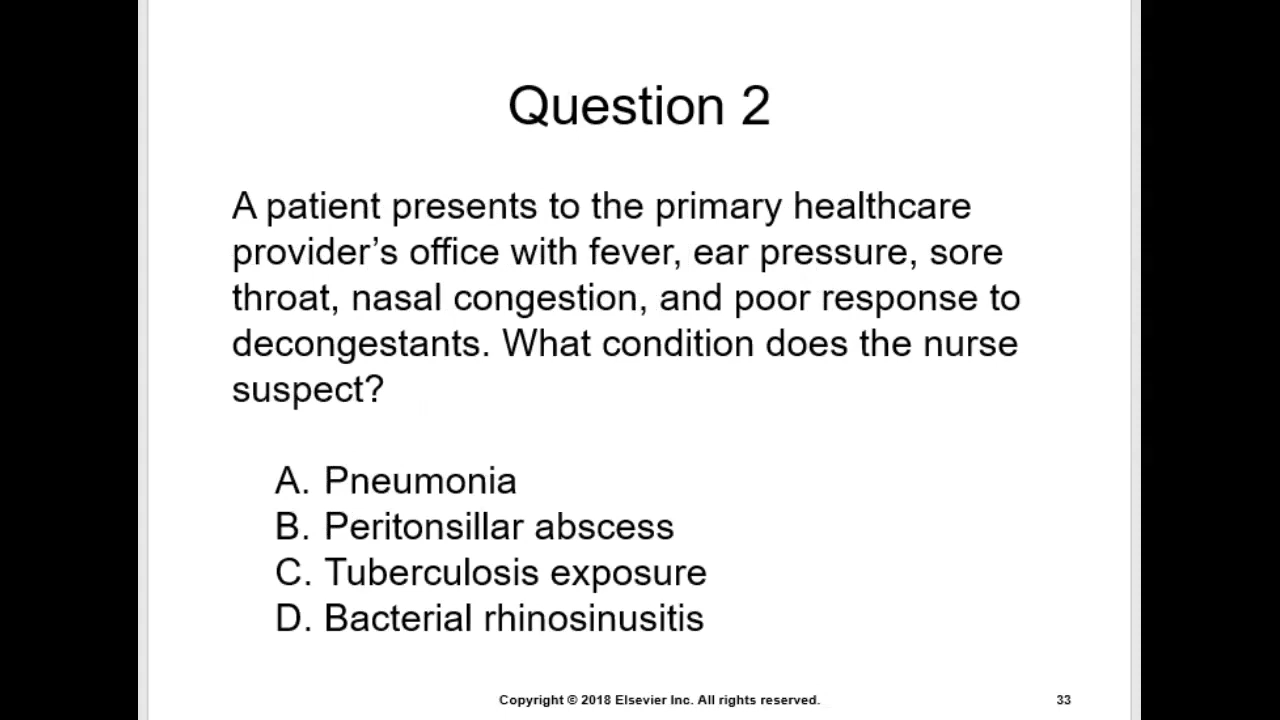 Question 2
A patient presents to the primary healthcare
provider’s office with fever, ear pressure, sore
throat, nasal congestion, and poor response to
decongestants. What condition does the nurse
suspect?
A. Pneumonia
B. Peritonsillar abscess
C. Tuberculosis exposure
D. Bacterial rhinosinusitis
Copyright © 2018 Elsevier Inc. All rights reserved.
33